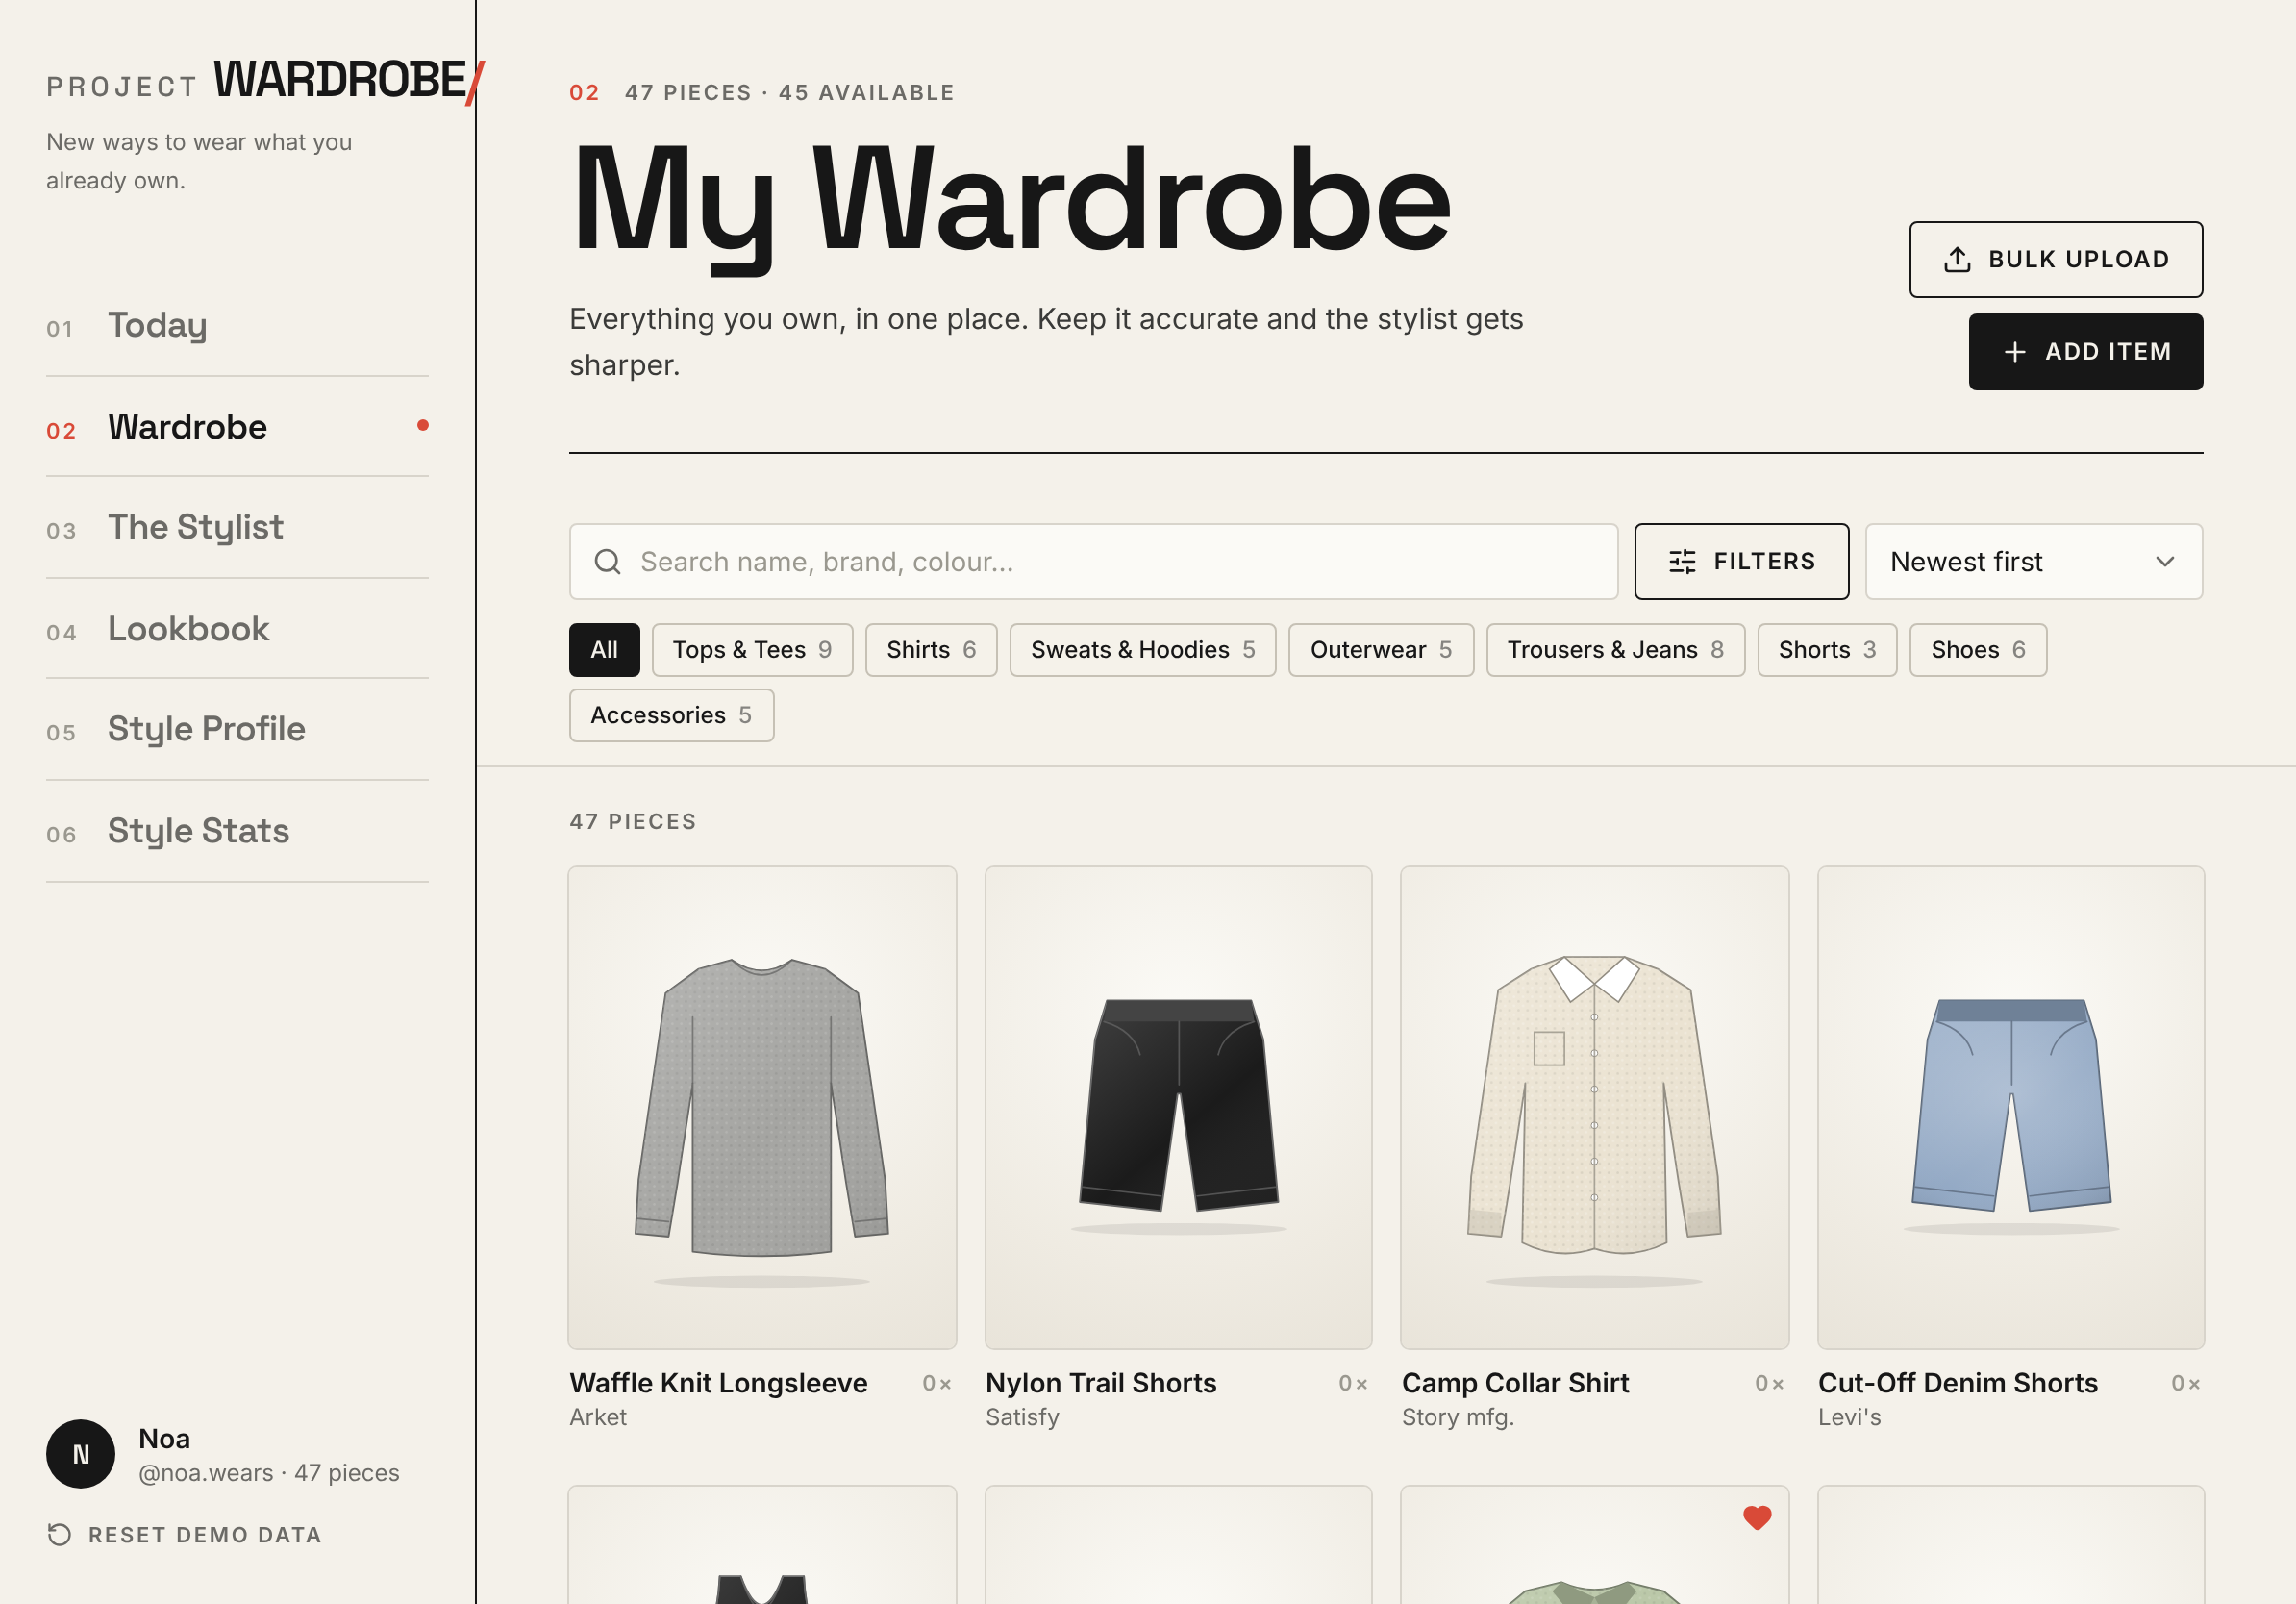 PROJECT WARDROBE/
New ways to wear what you
already own.
01 Today
02 Wardrobe
03 The Stylist
04 Lookbook
05 Style Profile
06 Style Stats
N
Noa
@noa.wears · 47 pieces
RESET DEMO DATA
02 47 PIECES · 45 AVAILABLE
My Wardrobe
Everything you own, in one place. Keep it accurate and the stylist gets
sharper.
BULK UPLOAD
ADD ITEM
Search name, brand, colour...
FILTERS
Newest first
All
Tops & Tees 9
Shirts 6
Sweats & Hoodies 5
Outerwear 5
Trousers & Jeans 8
Shorts 3
Shoes 6
Accessories 5
47 PIECES
Waffle Knit Longsleeve 0×
Arket
Nylon Trail Shorts 0×
Satisfy
Camp Collar Shirt 0×
Story mfg.
Cut-Off Denim Shorts 0×
Levi's